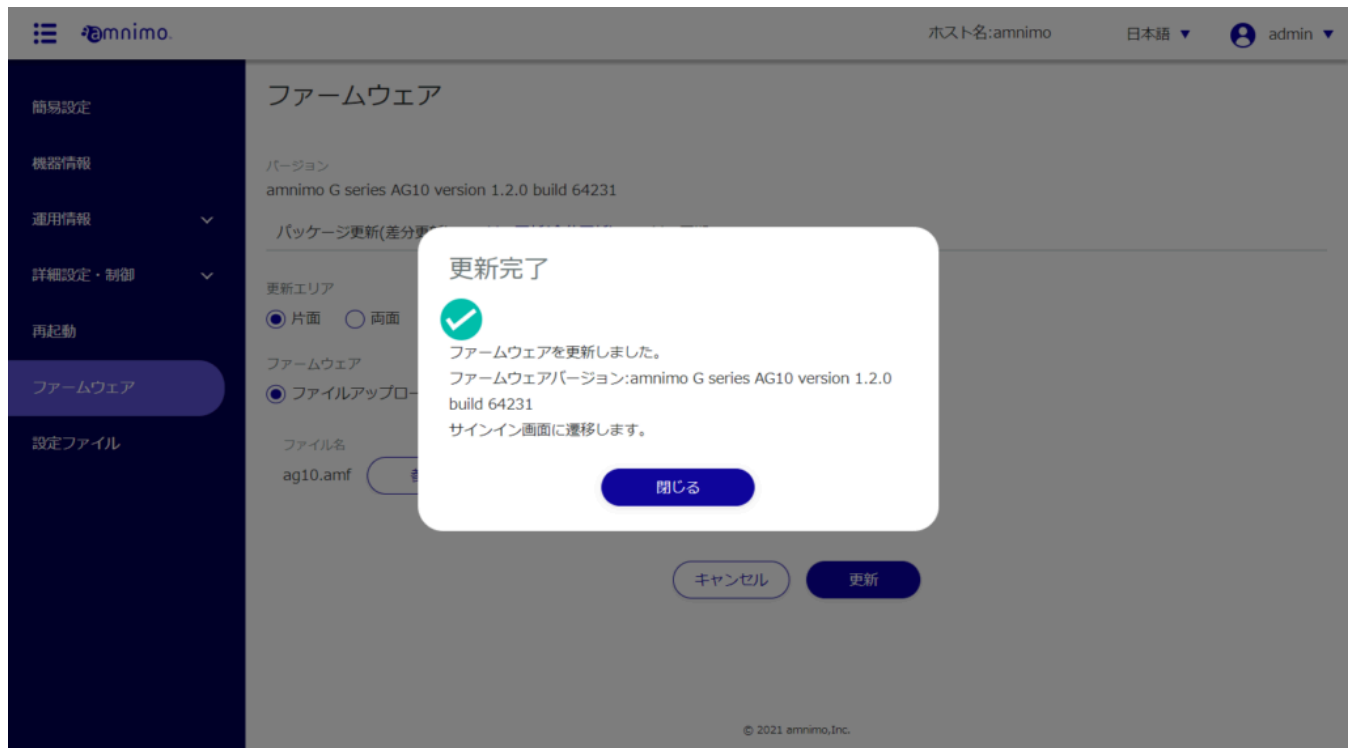 amnimo.
ホスト名:amnimo
日本語 ▼
admin ▼
簡易設定
機器情報
運用情報
詳細設定・制御
再起動
ファームウェア
設定ファイル
ファームウェア
バージョン
amnimo G series AG10 version 1.2.0 build 64231
パッケージ更新(差分更
更新エリア
片面
両面
ファームウェア
ファイルアップロー
ファイル名
ag10.amf
更新完了
ファームウェアを更新しました。
ファームウェアバージョン:amnimo G series AG10 version 1.2.0
build 64231
サインイン画面に遷移します。
閉じる
キャンセル
更新
© 2021 amnimo,Inc.